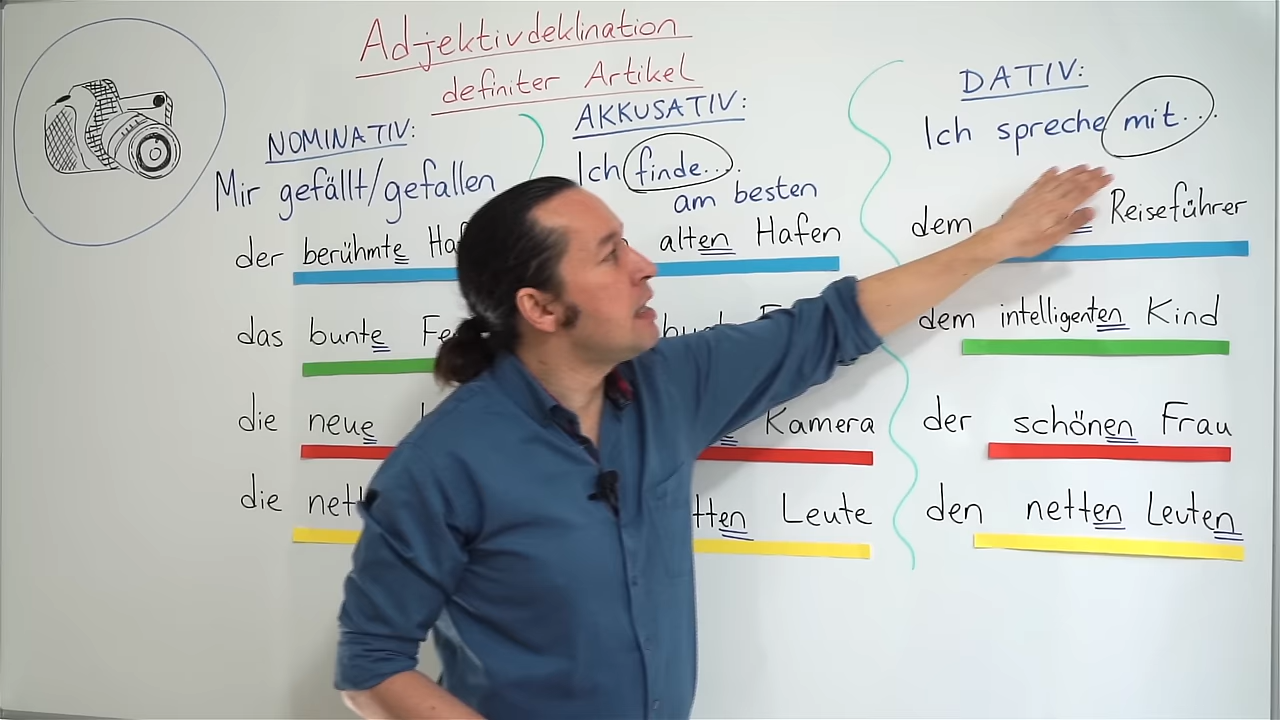 Adjektivdeklination
definiter Artikel
NOMINATIV:
Mir gefällt/gefallen
der berühmte
das bunte
die neue
die
AKKUSATIV:
Ich finde...
am besten
alten Hafen
Kamera
Leute
DATIV:
Ich spreche mit...
dem Reiseführer
dem intelligenten Kind
der schönen Frau
den netten Leuten